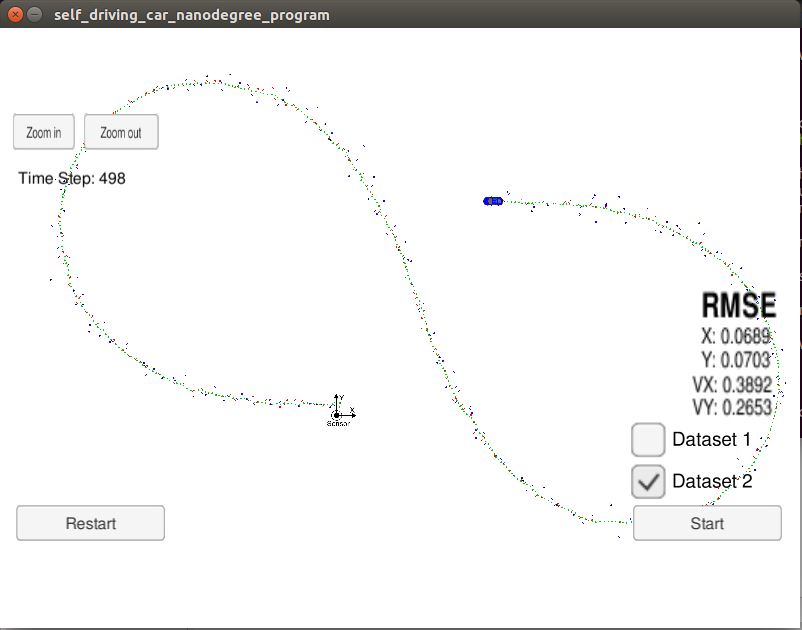 self_driving_car_nanodegree_program
Zoom in
Zoom out
Time Step: 498
RMSE
X: 0.0689
Y: 0.0703
VX: 0.3892
VY: 0.2653
Y
X
Sensor
Dataset 1
Dataset 2
Restart
Start